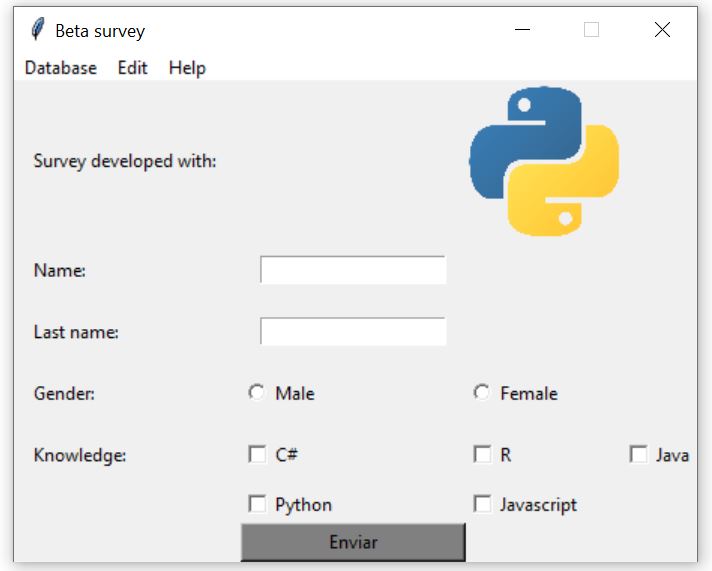 Beta survey
Database Edit Help
Survey developed with:
Name:
Last name:
Gender: Male Female
Knowledge: C# R Java
Python Javascript
Enviar